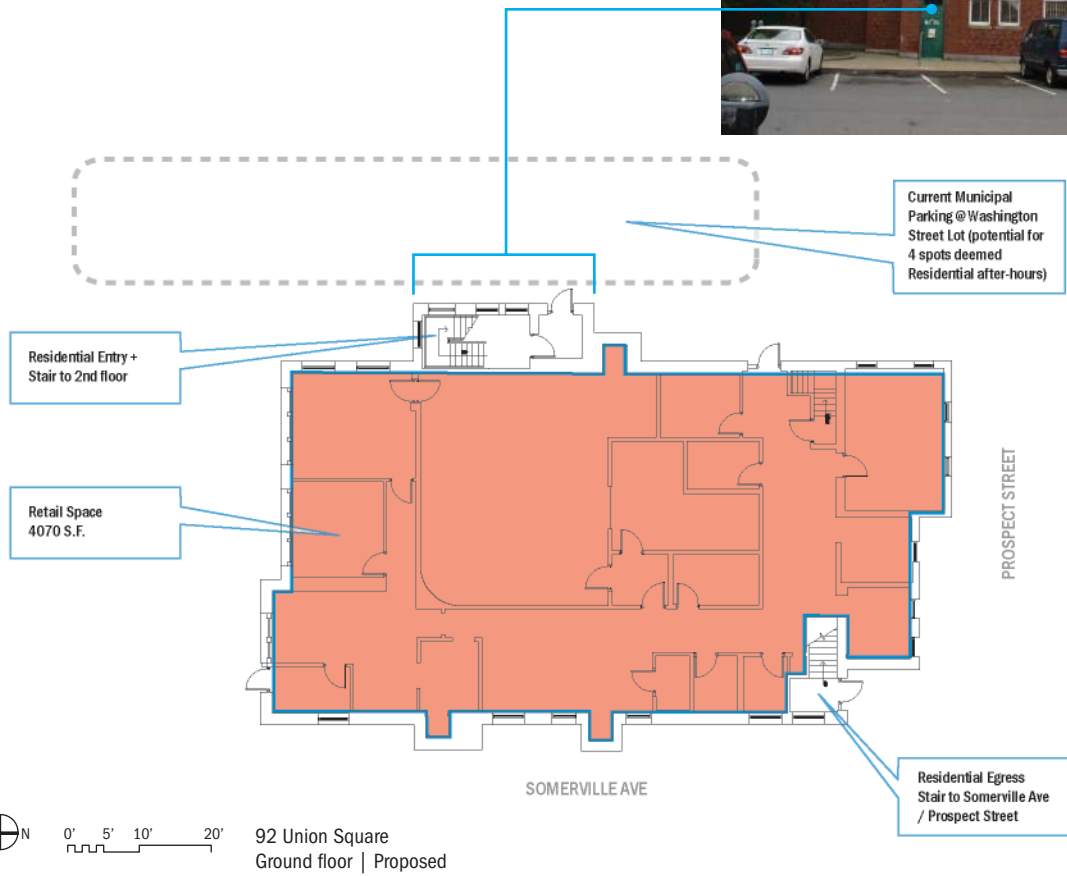 Current Municipal
Parking @ Washington
Street Lot (potential for
4 spots deemed
Residential after-hours)
Residential Entry +
Stair to 2nd floor
Retail Space
4070 S.F.
PROSPECT STREET
SOMERVILLE AVE
Residential Egress
Stair to Somerville Ave
/ Prospect Street
N
0' 5' 10' 20'
92 Union Square
Ground floor | Proposed